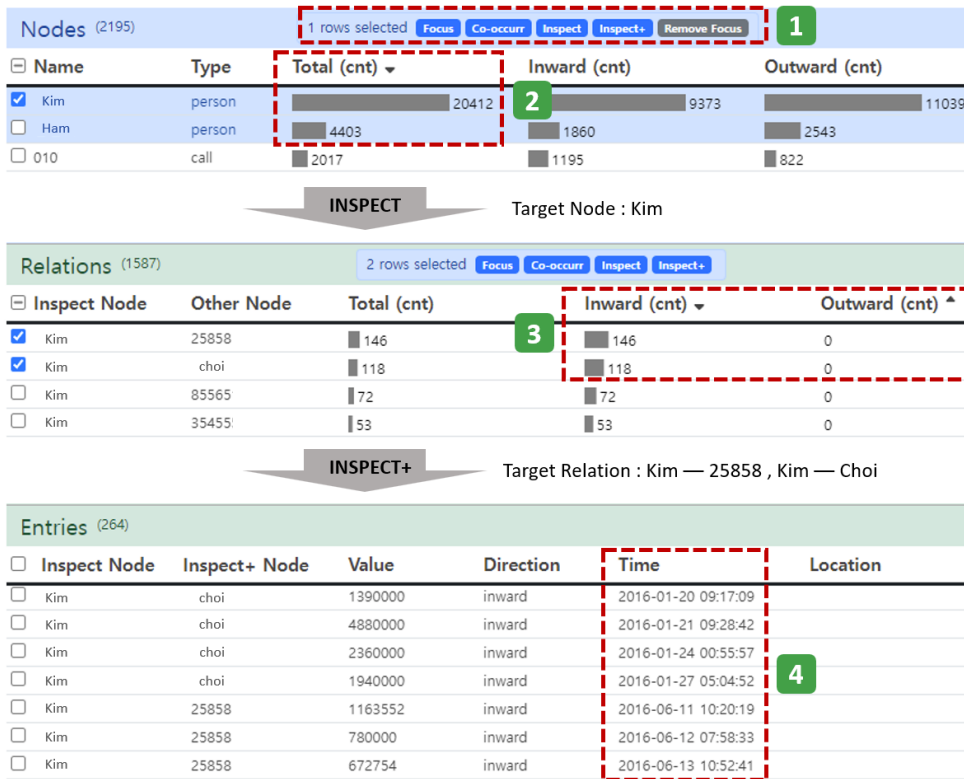 Nodes (2195) 1 rows selected Focus Co-occurr Inspect Inspect+ Remove Focus 1
Name Type Total (cnt) Inward (cnt) Outward (cnt)
Kim person 20412 2 9373 11039
Ham person 4403 1860 2543
010 call 2017 1195 822
INSPECT Target Node : Kim
Relations (1587) 2 rows selected Focus Co-occurr Inspect Inspect+
Inspect Node Other Node Total (cnt) Inward (cnt) Outward (cnt)
Kim 25858 146 3 146 0
Kim choi 118 118 0
Kim 85565 72 72 0
Kim 35455 53 53 0
INSPECT+ Target Relation : Kim — 25858 , Kim — Choi
Entries (264)
Inspect Node Inspect+ Node Value Direction Time Location
Kim choi 1390000 inward 2016-01-20 09:17:09
Kim choi 4880000 inward 2016-01-21 09:28:42
Kim choi 2360000 inward 2016-01-24 00:55:57
Kim choi 1940000 inward 2016-01-27 05:04:52 4
Kim 25858 1163552 inward 2016-06-11 10:20:19
Kim 25858 780000 inward 2016-06-12 07:58:33
Kim 25858 672754 inward 2016-06-13 10:52:41